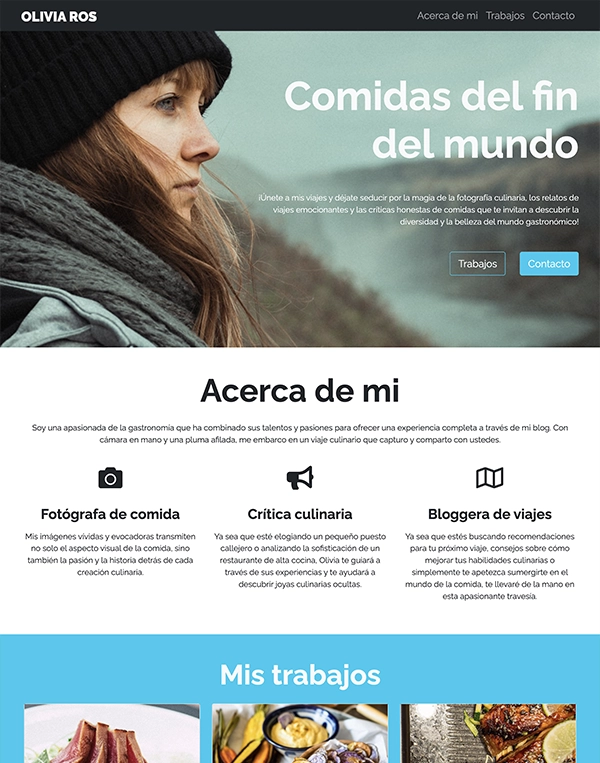 OLIVIA ROS
Acerca de mi Trabajos Contacto
Comidas del fin
del mundo
¡Únete a mis viajes y déjate seducir por la magia de la fotografía culinaria, los relatos de
viajes emocionantes y las críticas honestas de comidas que te invitan a descubrir la
diversidad y la belleza del mundo gastronómico!
Trabajos Contacto
Acerca de mi
Soy una apasionada de la gastronomía que ha combinado sus talentos y pasiones para ofrecer una experiencia completa a través de mi blog. Con
cámara en mano y una pluma afilada, me embarco en un viaje culinario que capturo y comparto con ustedes.
Fotógrafa de comida
Mis imágenes vívidas y evocadoras transmiten
no solo el aspecto visual de la comida, sino
también la pasión y la historia detrás de cada
creación culinaria.
Crítica culinaria
Ya sea que esté elogiando un pequeño puesto
callejero o analizando la sofisticación de un
restaurante de alta cocina, Olivia te guiará a
través de sus experiencias y te ayudará a
descubrir joyas culinarias ocultas.
Bloggera de viajes
Ya sea que estés buscando recomendaciones
para tu próximo viaje, consejos sobre cómo
mejorar tus habilidades culinarias o
simplemente te apetezca sumergirte en el
mundo de la comida, te llevaré de la mano en
esta apasionante travesía.
Mis trabajos